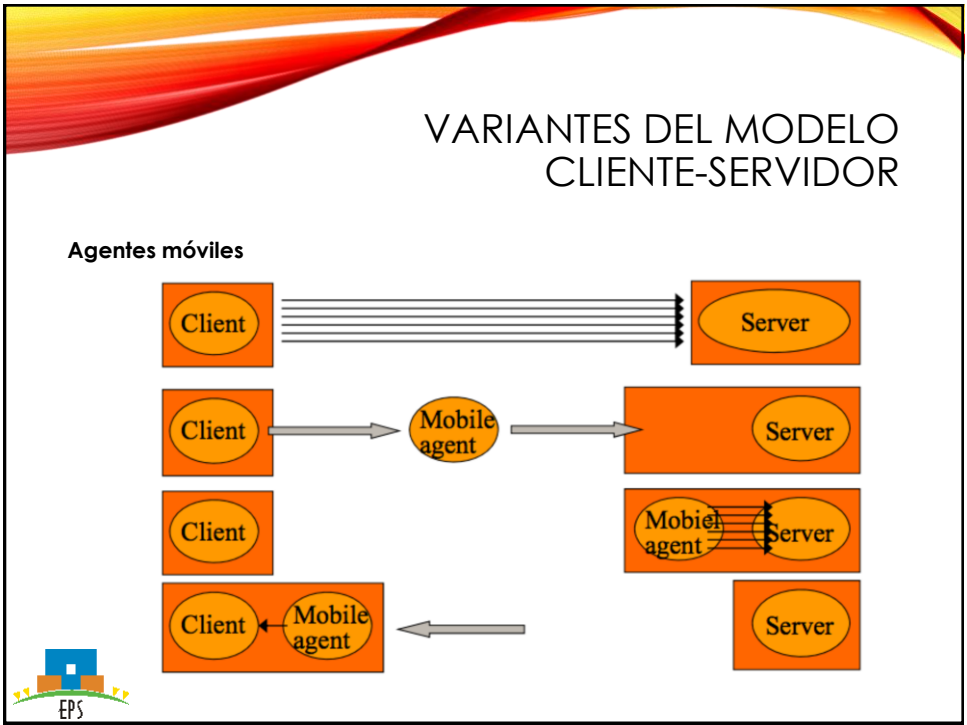 VARIANTES DEL MODELO
CLIENTE-SERVIDOR
Agentes móviles
Client
Server
Client
Mobile
agent
Server
Client
Mobiel
agent
Server
Client
Mobile
agent
Server
EPS